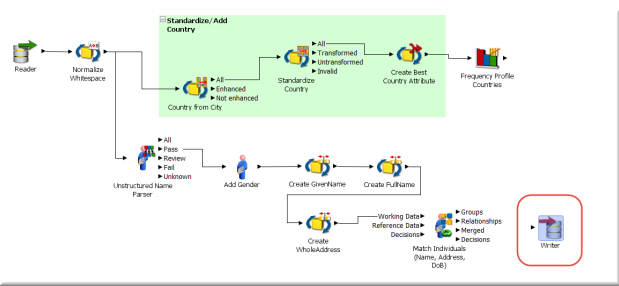 Standardize/Add
Country
Reader
Normalize
Whitespace
All
Enhanced
Not enhanced
Country from City
All
Transformed
Untransformed
Invalid
Standardize
Country
Create Best
Country Attribute
Frequency Profile
Countries
All
Pass
Review
Fail
Unknown
Unstructured Name
Parser
Add Gender
Create GivenName
Create FullName
Create
WholeAddress
Working Data
Reference Data
Decisions
Groups
Relationships
Merged
Decisions
Match Individuals
(Name, Address,
DoB)
Writer